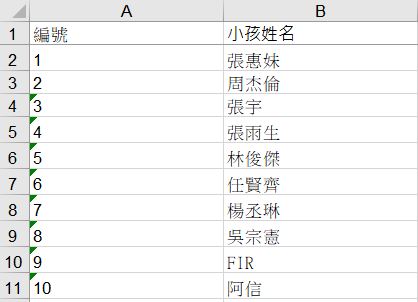 A B
1 編號 小孩姓名
2 1 張惠妹
3 2 周杰倫
4 3 張宇
5 4 張雨生
6 5 林俊傑
7 6 任賢齊
8 7 楊丞琳
9 8 吳宗憲
10 9 FIR
11 10 阿信